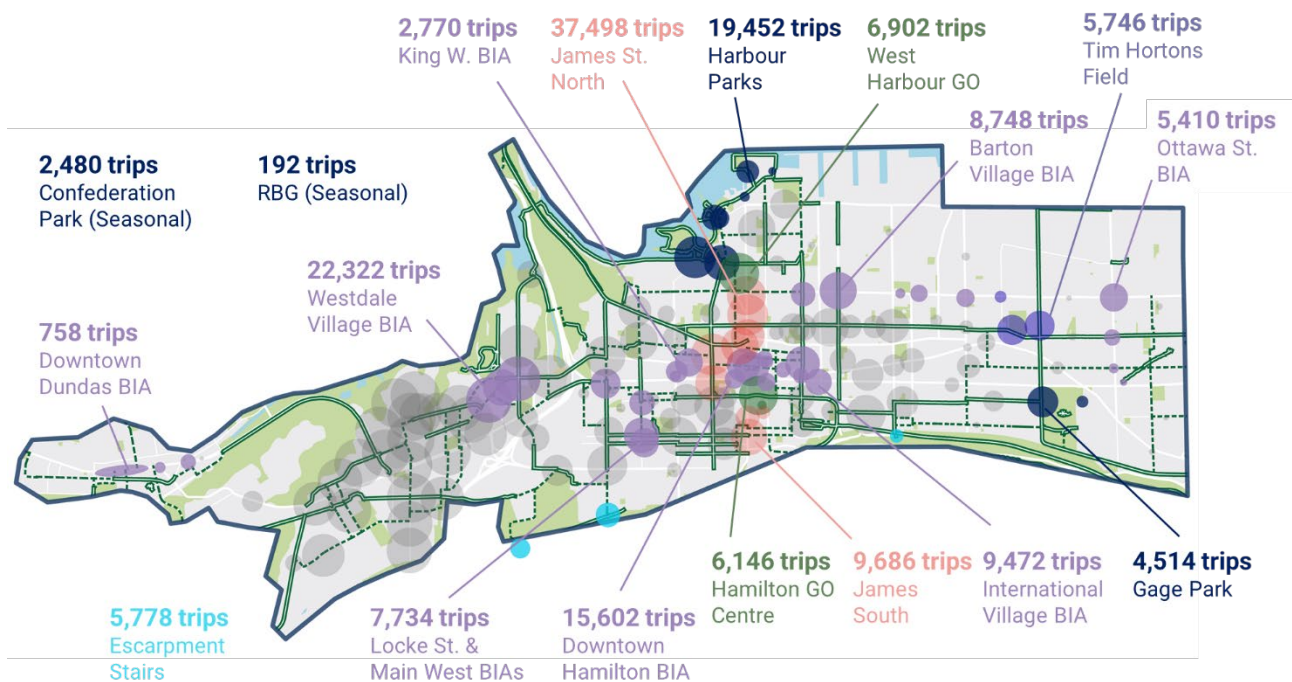 2,770 trips
King W. BIA
37,498 trips
James St.
North
19,452 trips
Harbour
Parks
6,902 trips
West
Harbour GO
5,746 trips
Tim Hortons
Field
8,748 trips
Barton
Village BIA
5,410 trips
Ottawa St.
BIA
2,480 trips
Confederation
Park (Seasonal)
192 trips
RBG (Seasonal)
22,322 trips
Westdale
Village BIA
758 trips
Downtown
Dundas BIA
5,778 trips
Escarpment
Stairs
7,734 trips
Locke St. &
Main West BIAs
15,602 trips
Downtown
Hamilton BIA
6,146 trips
Hamilton GO
Centre
9,686 trips
James
South
9,472 trips
International
Village BIA
4,514 trips
Gage Park